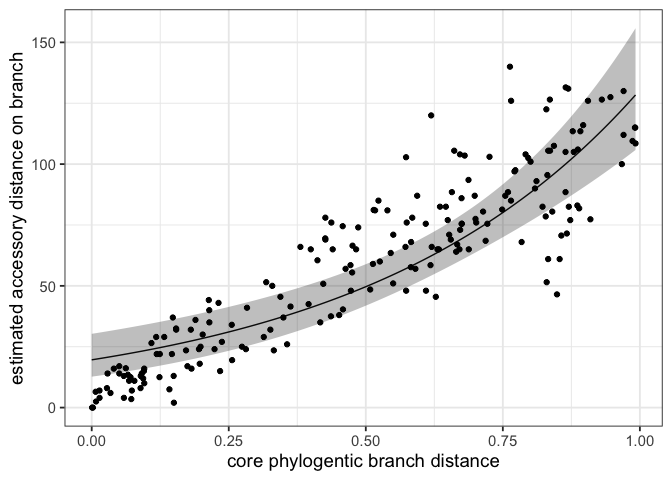 estimated accessory distance on branch
150
100
50
0
0.00 0.25 0.50 0.75 1.00
core phylogentic branch distance